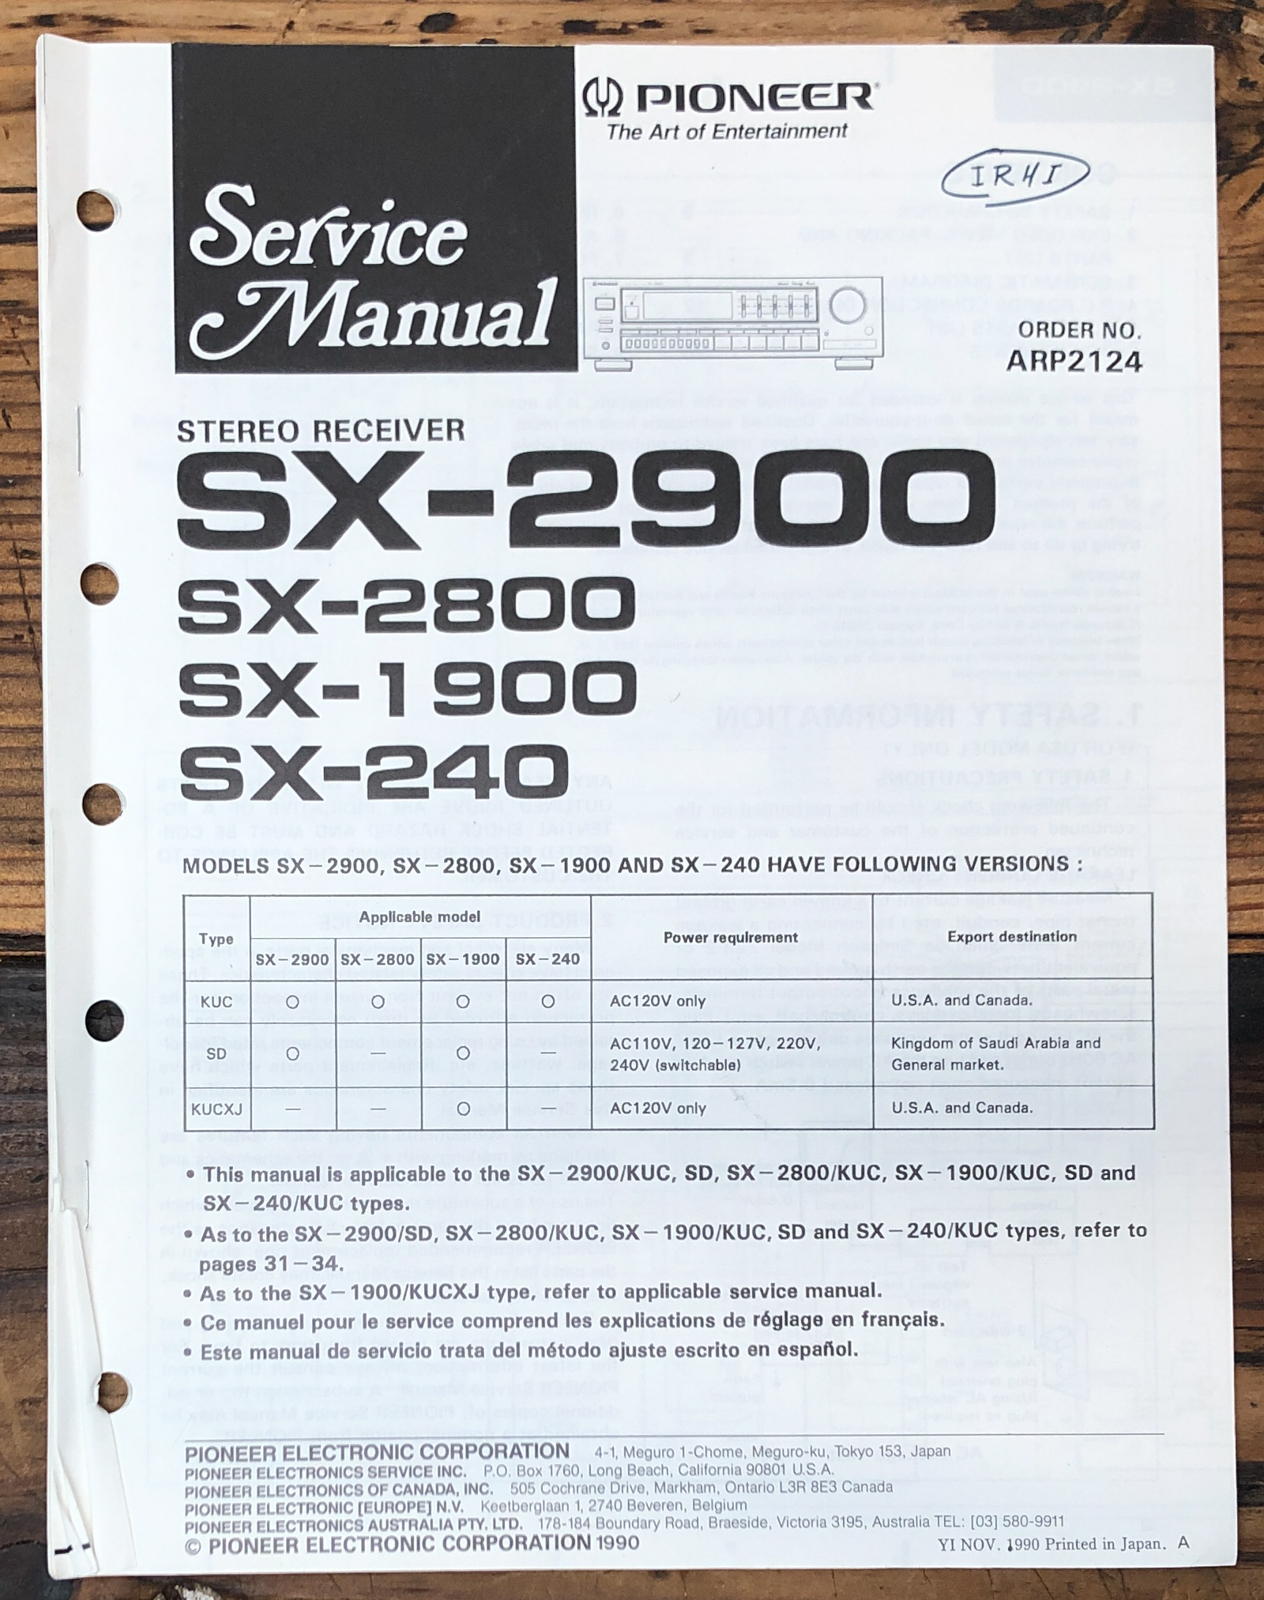 PIONEER
The Art of Entertainment
IRHI
Service
Manual
ORDER NO.
ARP2124
STEREO RECEIVER
SX-2900
SX-2800
SX-1900
SX-240
MODELS SX-2900, SX-2800, SX-1900 AND SX-240 HAVE FOLLOWING VERSIONS :
Type Applicable model Power requirement Export destination
SX-2900 SX-2800 SX-1900 SX-240
KUC ○ ○ ○ ○ AC120V only U.S.A. and Canada.
SD ○ — ○ — AC110V, 120-127V, 220V, Kingdom of Saudi Arabia and
240V (switchable) General market.
KUCXJ — — ○ — AC120V only U.S.A. and Canada.
• This manual is applicable to the SX-2900/KUC, SD, SX-2800/KUC, SX-1900/KUC, SD and
SX-240/KUC types.
• As to the SX-2900/SD, SX-2800/KUC, SX-1900/KUC, SD and SX-240/KUC types, refer to
pages 31-34.
• As to the SX-1900/KUCXJ type, refer to applicable service manual.
• Ce manuel pour le service comprend les explications de réglage en français.
• Este manual de servicio trata del método ajuste escrito en español.
PIONEER ELECTRONIC CORPORATION 4-1, Meguro 1-Chome, Meguro-ku, Tokyo 153, Japan
PIONEER ELECTRONICS SERVICE INC. P.O. Box 1760, Long Beach, California 90801 U.S.A.
PIONEER ELECTRONICS OF CANADA, INC. 505 Cochrane Drive, Markham, Ontario L3R 8E3 Canada
PIONEER ELECTRONIC [EUROPE] N.V. Keetberglaan 1, 2740 Beveren, Belgium
PIONEER ELECTRONICS AUSTRALIA PTY. LTD. 178-184 Boundary Road, Braeside, Victoria 3195, Australia TEL: [03] 580-9911
© PIONEER ELECTRONIC CORPORATION 1990 YI NOV. 1990 Printed in Japan. A